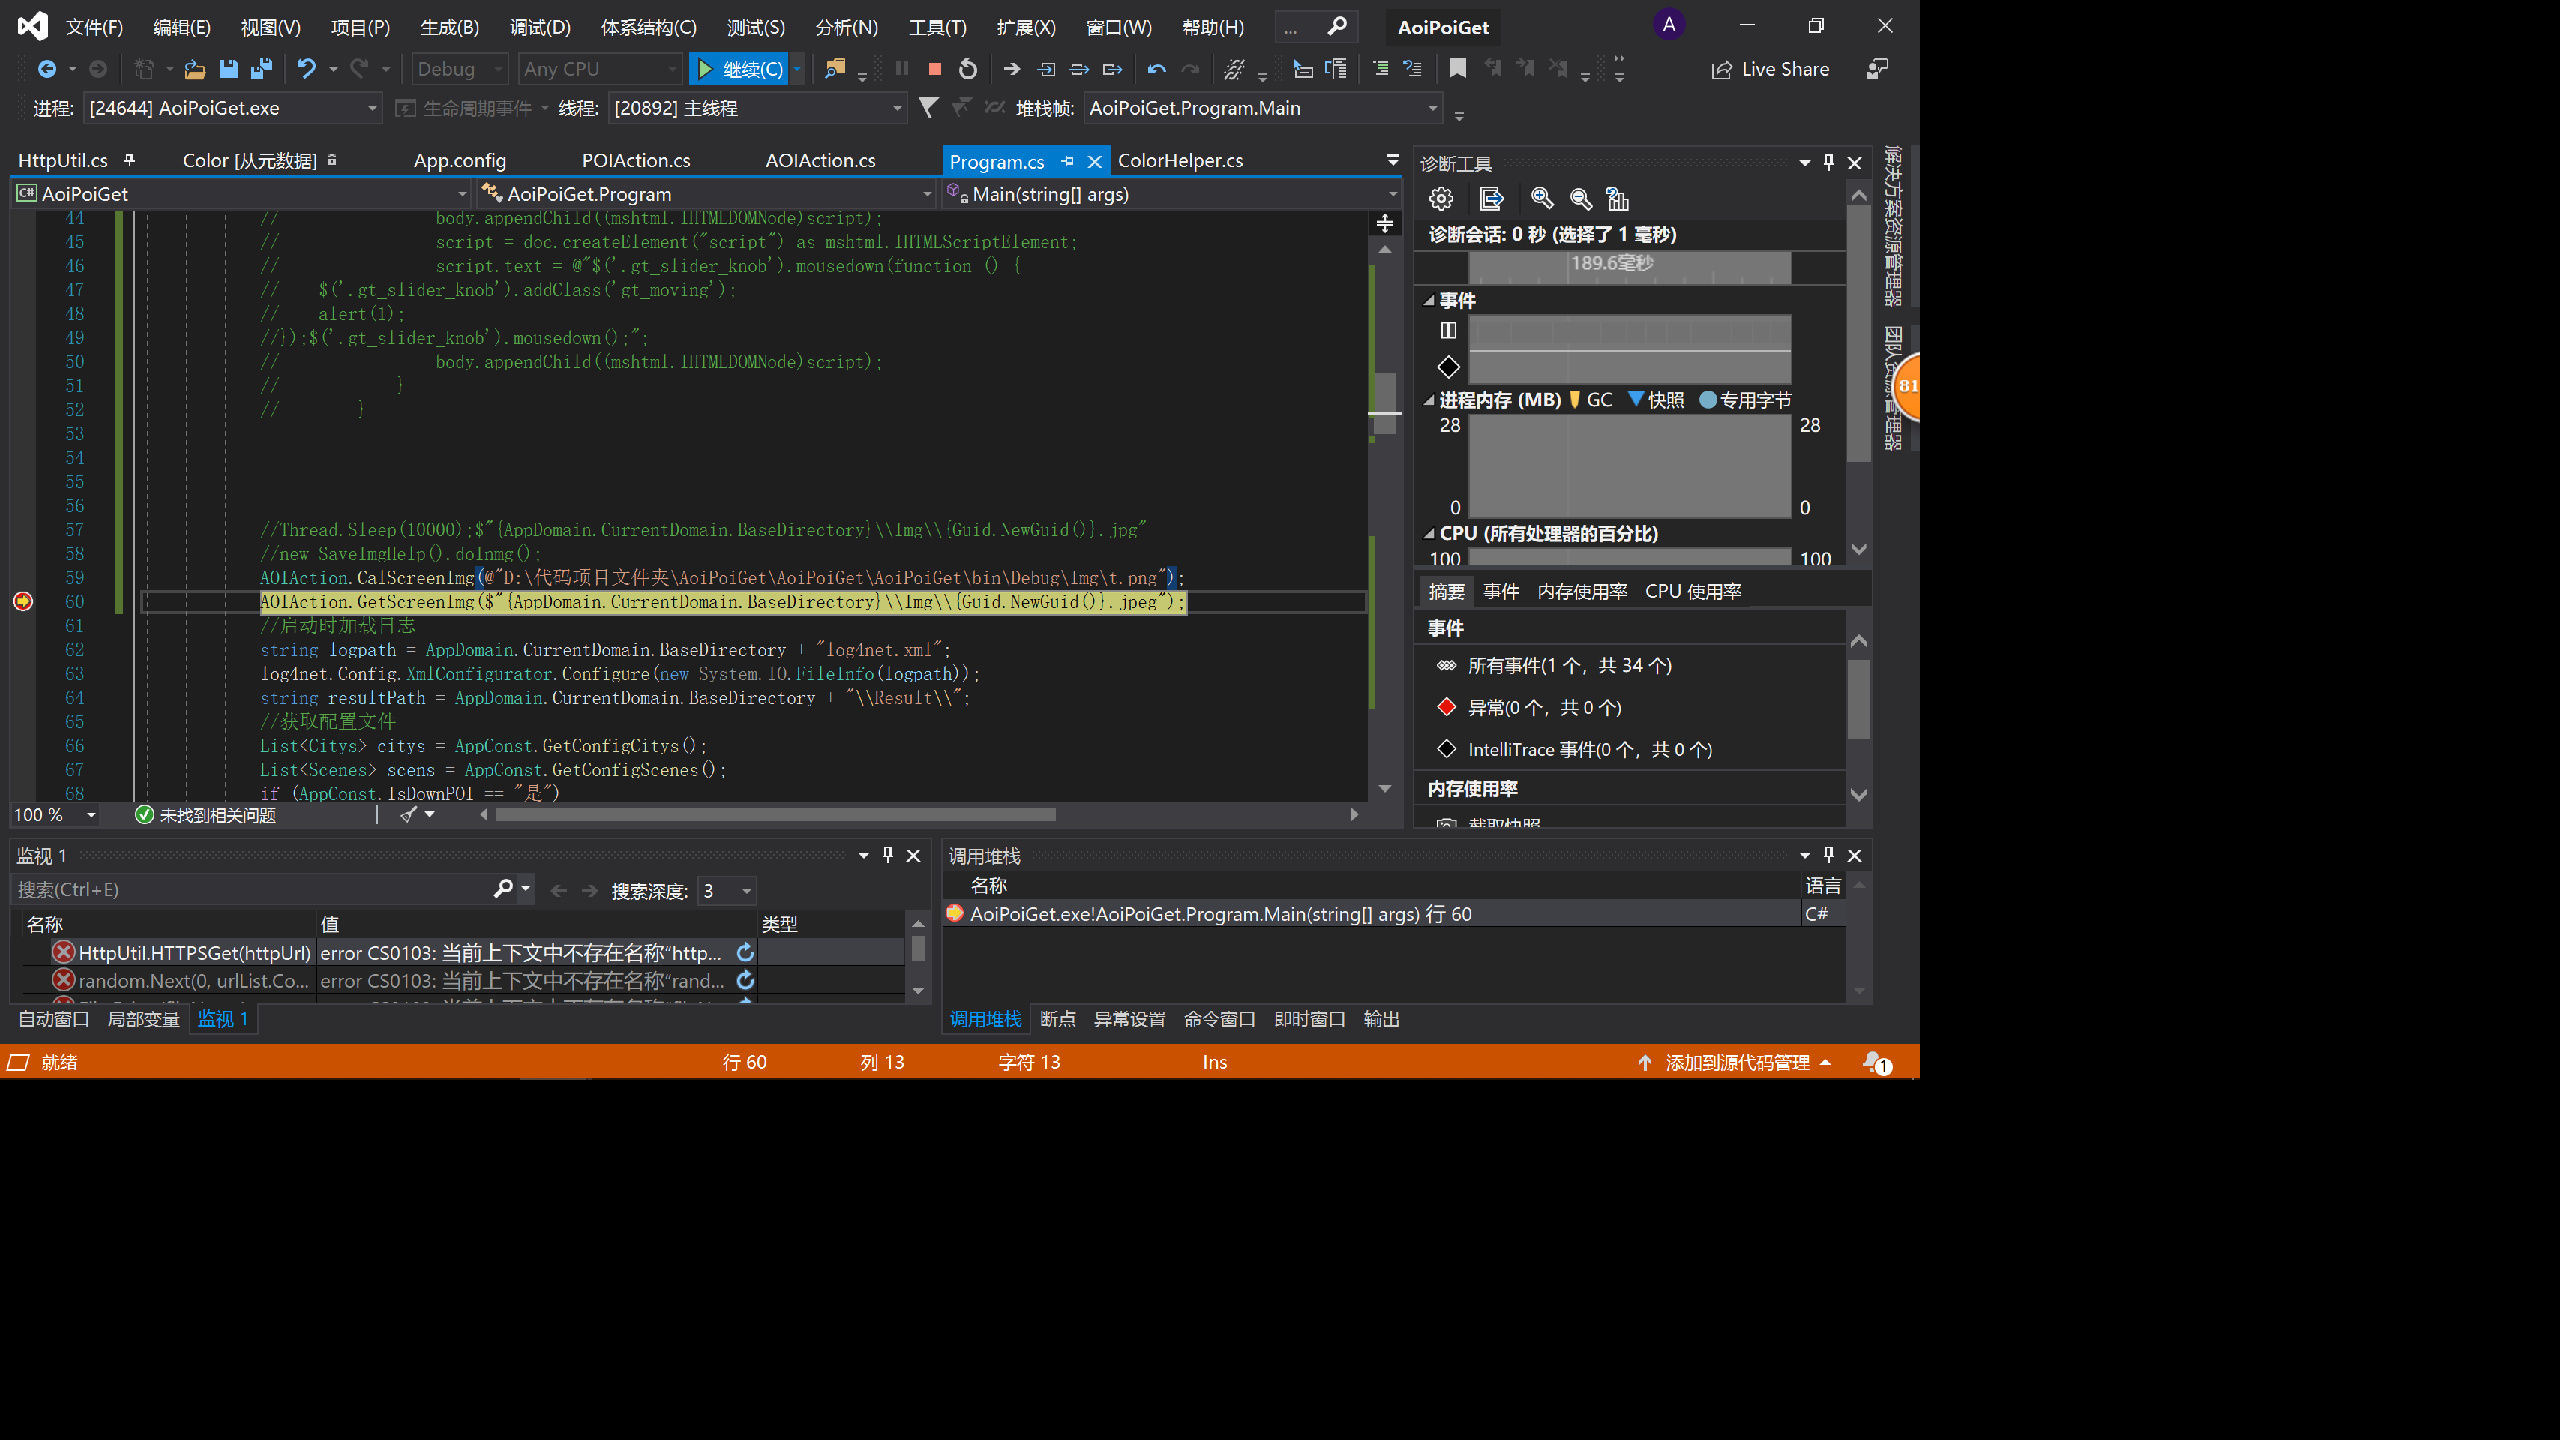 文件(F) 编辑(E) 视图(V) 项目(P) 生成(B) 调试(D) 体系结构(C) 测试(S) 分析(N) 工具(T) 扩展(X) 窗口(W) 帮助(H) ... AoiPoiGet A
Debug Any CPU 继续(C) Live Share
进程: [24644] AoiPoiGet.exe 生命周期事件 线程: [20892] 主线程 堆栈帧: AoiPoiGet.Program.Main
HttpUtil.cs Color [从元数据] App.config POIAction.cs AOIAction.cs Program.cs ColorHelper.cs
C# AoiPoiGet AoiPoiGet.Program Main(string[] args)
44 // body.appendChild((mshtml.IHTMLDOMNode)script);
45 // script = doc.createElement("script") as mshtml.IHTMLScriptElement;
46 // script.text = @"$('.gt_slider_knob').mousedown(function () {
47 // $('.gt_slider_knob').addClass('gt_moving');
48 // alert(1);
49 //});$('.gt_slider_knob').mousedown();";
50 // body.appendChild((mshtml.IHTMLDOMNode)script);
51 // }
52 // }
53
54
55
56
57 //Thread.Sleep(10000);$"{AppDomain.CurrentDomain.BaseDirectory}\\Img\\{Guid.NewGuid()}.jpg"
58 //new SaveImgHelp().doInmg();
59 AOIAction.CalScreenImg(@"D:\代码项目文件夹\AoiPoiGet\AoiPoiGet\AoiPoiGet\bin\Debug\Img\t.png");
60 AOIAction.GetScreenImg($"{AppDomain.CurrentDomain.BaseDirectory}\\Img\\{Guid.NewGuid()}.jpeg");
61 //启动时加载日志
62 string logpath = AppDomain.CurrentDomain.BaseDirectory + "log4net.xml";
63 log4net.Config.XmlConfigurator.Configure(new System.IO.FileInfo(logpath));
64 string resultPath = AppDomain.CurrentDomain.BaseDirectory + "\\Result\\";
65 //获取配置文件
66 List<Citys> citys = AppConst.GetConfigCitys();
67 List<Scenes> scens = AppConst.GetConfigScenes();
68 if (AppConst.IsDownPOI == "是")
100 % 未找到相关问题
诊断工具
诊断会话: 0 秒 (选择了 1 毫秒)
189.6毫秒
事件
进程内存 (MB) GC 快照 专用字节
28 28
0 0
CPU (所有处理器的百分比)
100 100
摘要 事件 内存使用率 CPU 使用率
事件
所有事件(1 个，共 34 个)
异常(0 个，共 0 个)
IntelliTrace 事件(0 个，共 0 个)
内存使用率
截取快照
解决方案资源管理器
81
监视 1
搜索(Ctrl+E) 搜索深度: 3
名称 值 类型
HttpUtil.HTTPSGet(httpUrl) error CS0103: 当前上下文中不存在名称“http...
random.Next(0, urlList.Co... error CS0103: 当前上下文中不存在名称“rand...
自动窗口 局部变量 监视 1
调用堆栈
名称 语言
AoiPoiGet.exe!AoiPoiGet.Program.Main(string[] args) 行 60 C#
调用堆栈 断点 异常设置 命令窗口 即时窗口 输出
就绪 行 60 列 13 字符 13 Ins 添加到源代码管理 1